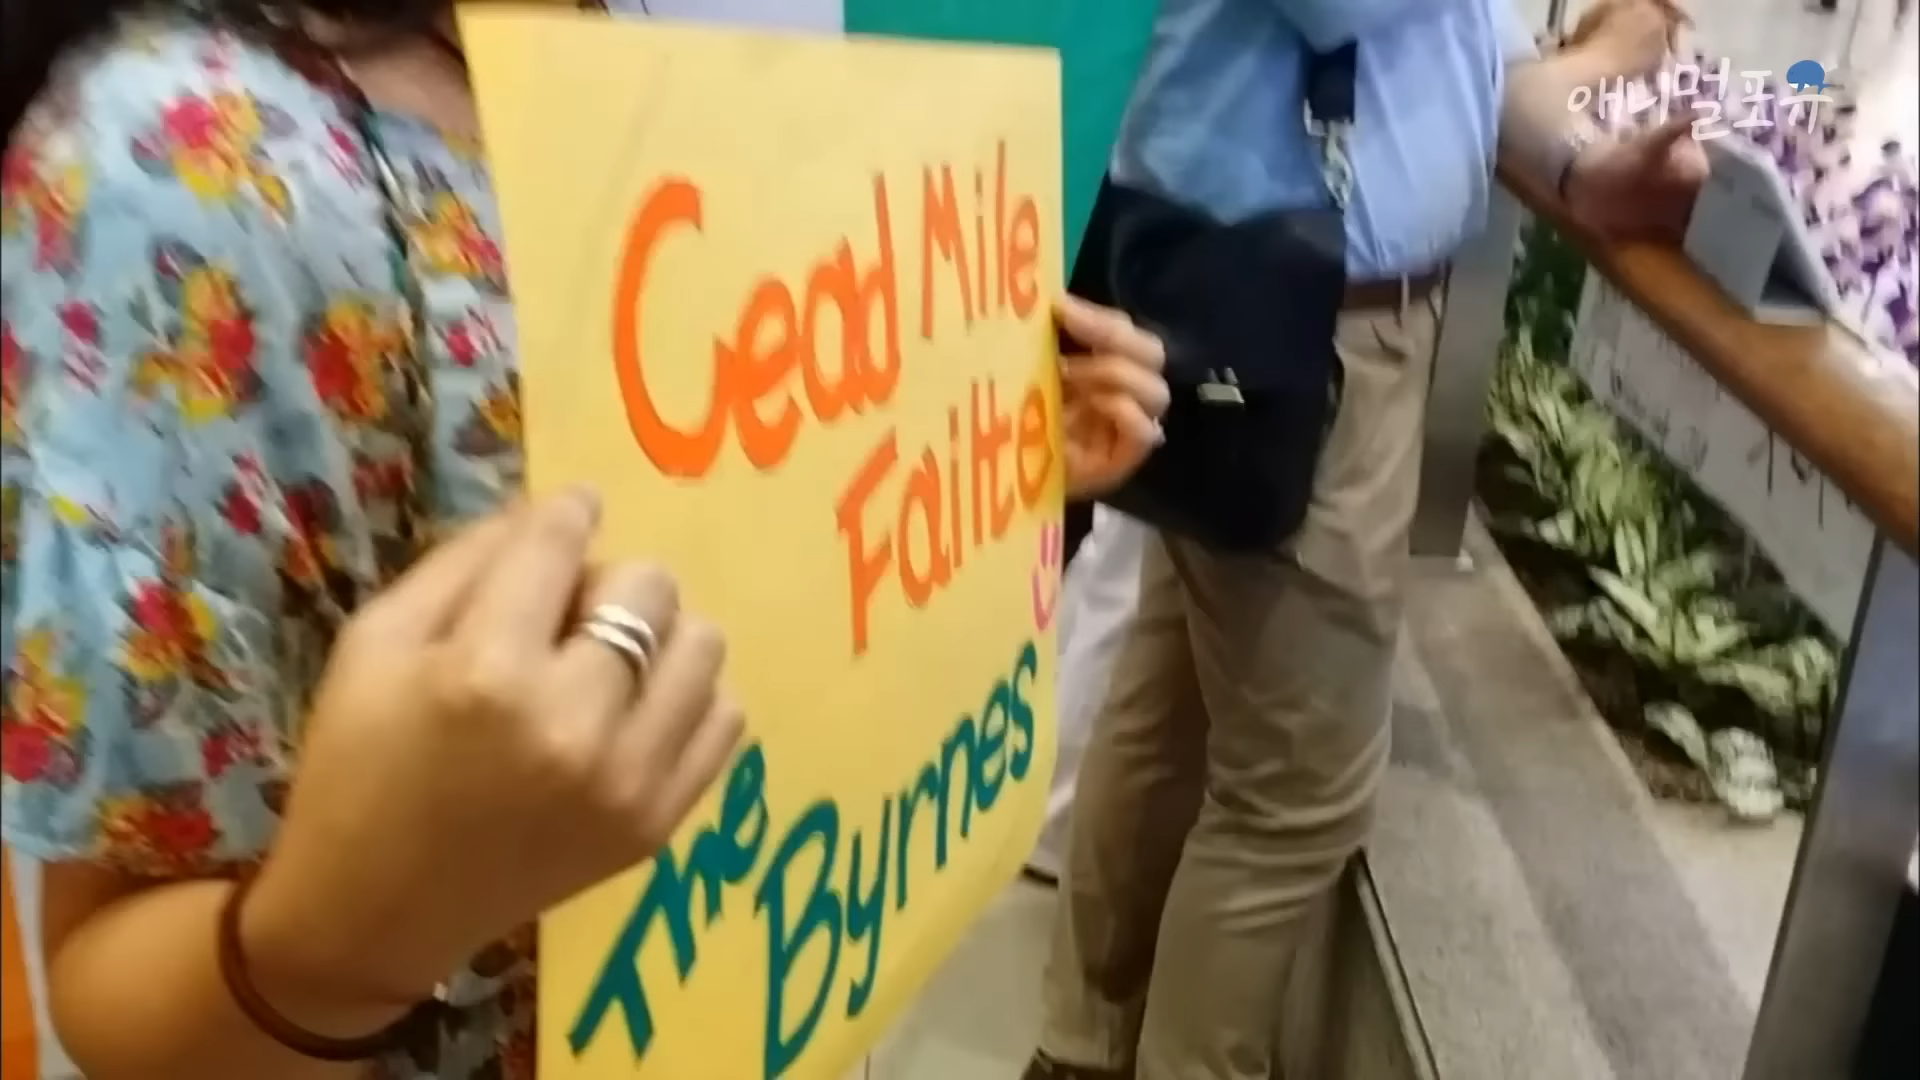 애니멀포유
Cead Mile
Failte
The Byrnes